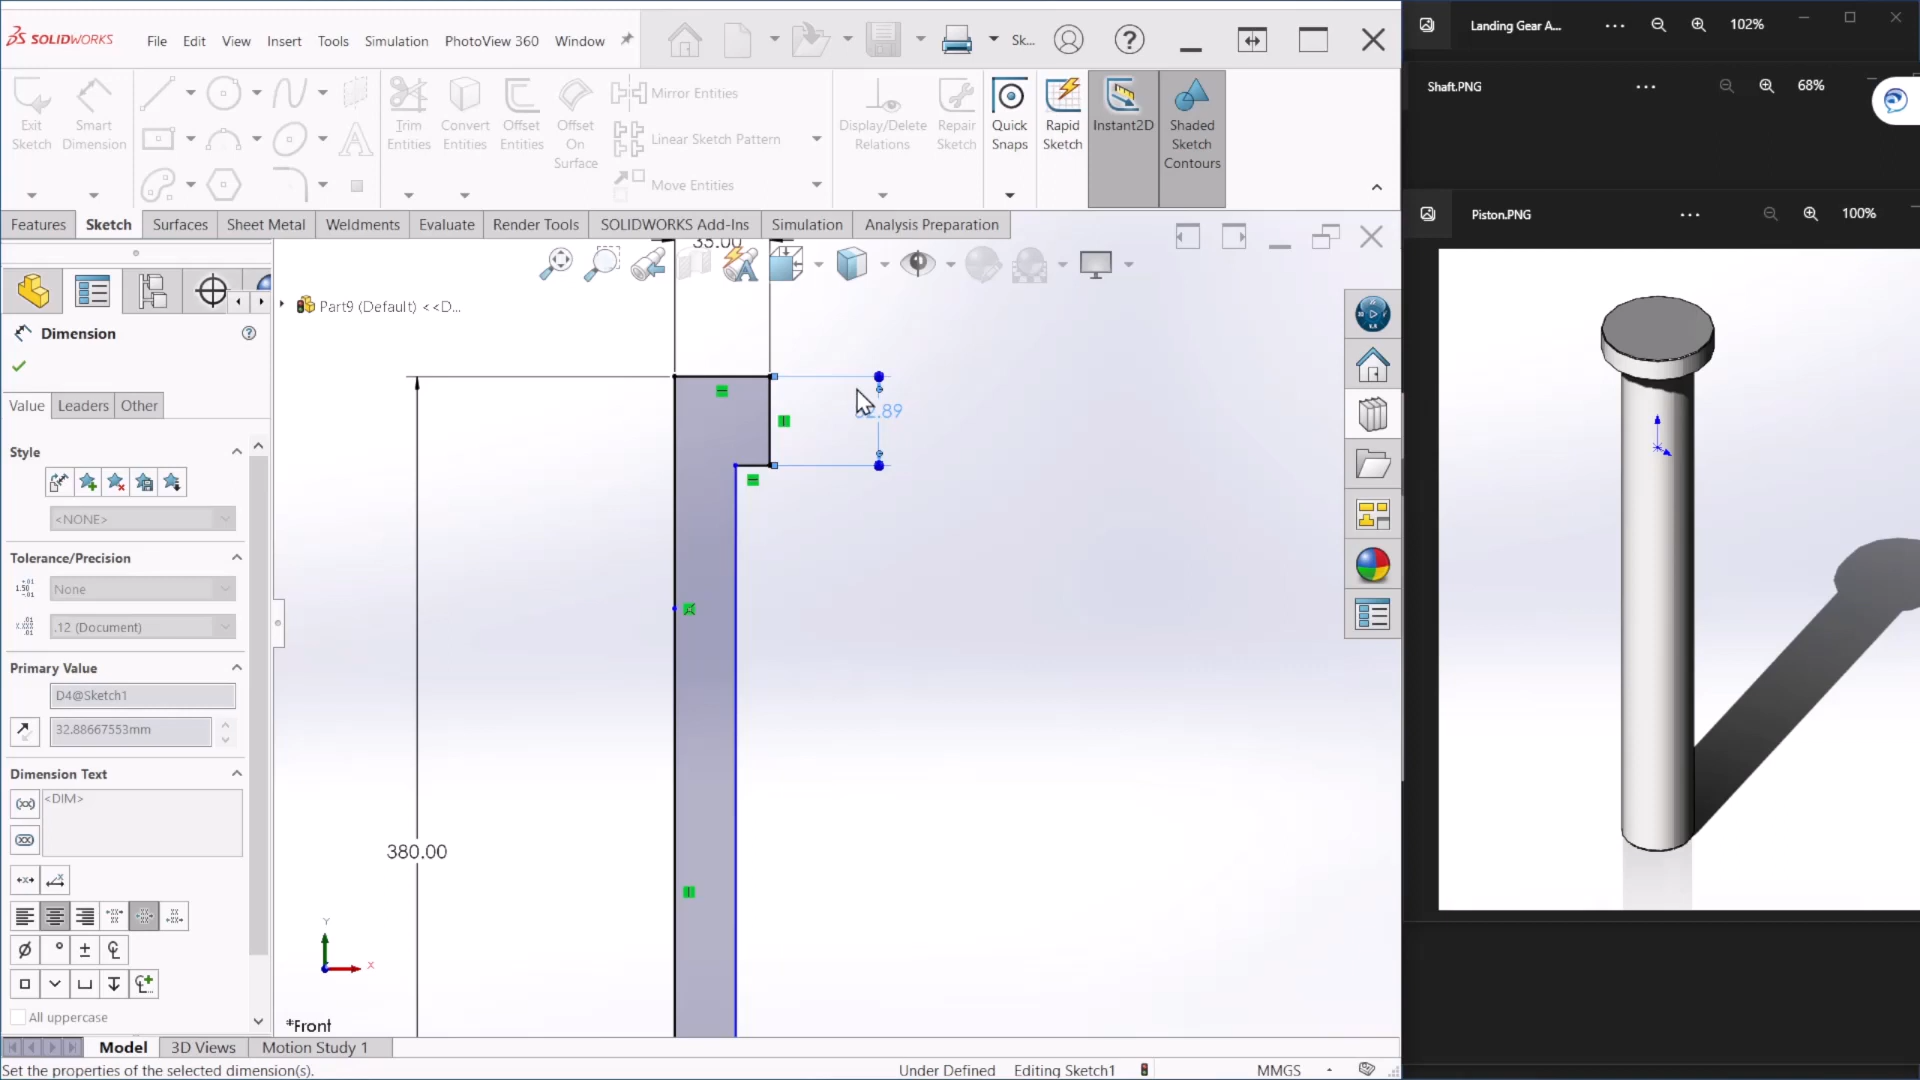 SOLIDWORKS
File Edit View Insert Tools Simulation PhotoView 360 Window
Sk...
Landing Gear A...
102%
Shaft.PNG
68%
Piston.PNG
100%
Exit Sketch
Smart Dimension
Trim Entities
Convert Entities
Offset Entities
Offset On Surface
Mirror Entities
Linear Sketch Pattern
Move Entities
Display/Delete Relations
Repair Sketch
Quick Snaps
Rapid Sketch
Instant2D
Shaded Sketch Contours
Features Sketch Surfaces Sheet Metal Weldments Evaluate Render Tools SOLIDWORKS Add-Ins Simulation Analysis Preparation
Part9 (Default) <<D...
Dimension
Value Leaders Other
Style
<NONE>
Tolerance/Precision
None
.12 (Document)
Primary Value
D4@Sketch1
32.88667553mm
Dimension Text
<DIM>
All uppercase
35.00
380.00
Y
X
*Front
Model 3D Views Motion Study 1
Set the properties of the selected dimension(s).
Under Defined
Editing Sketch1
MMGS